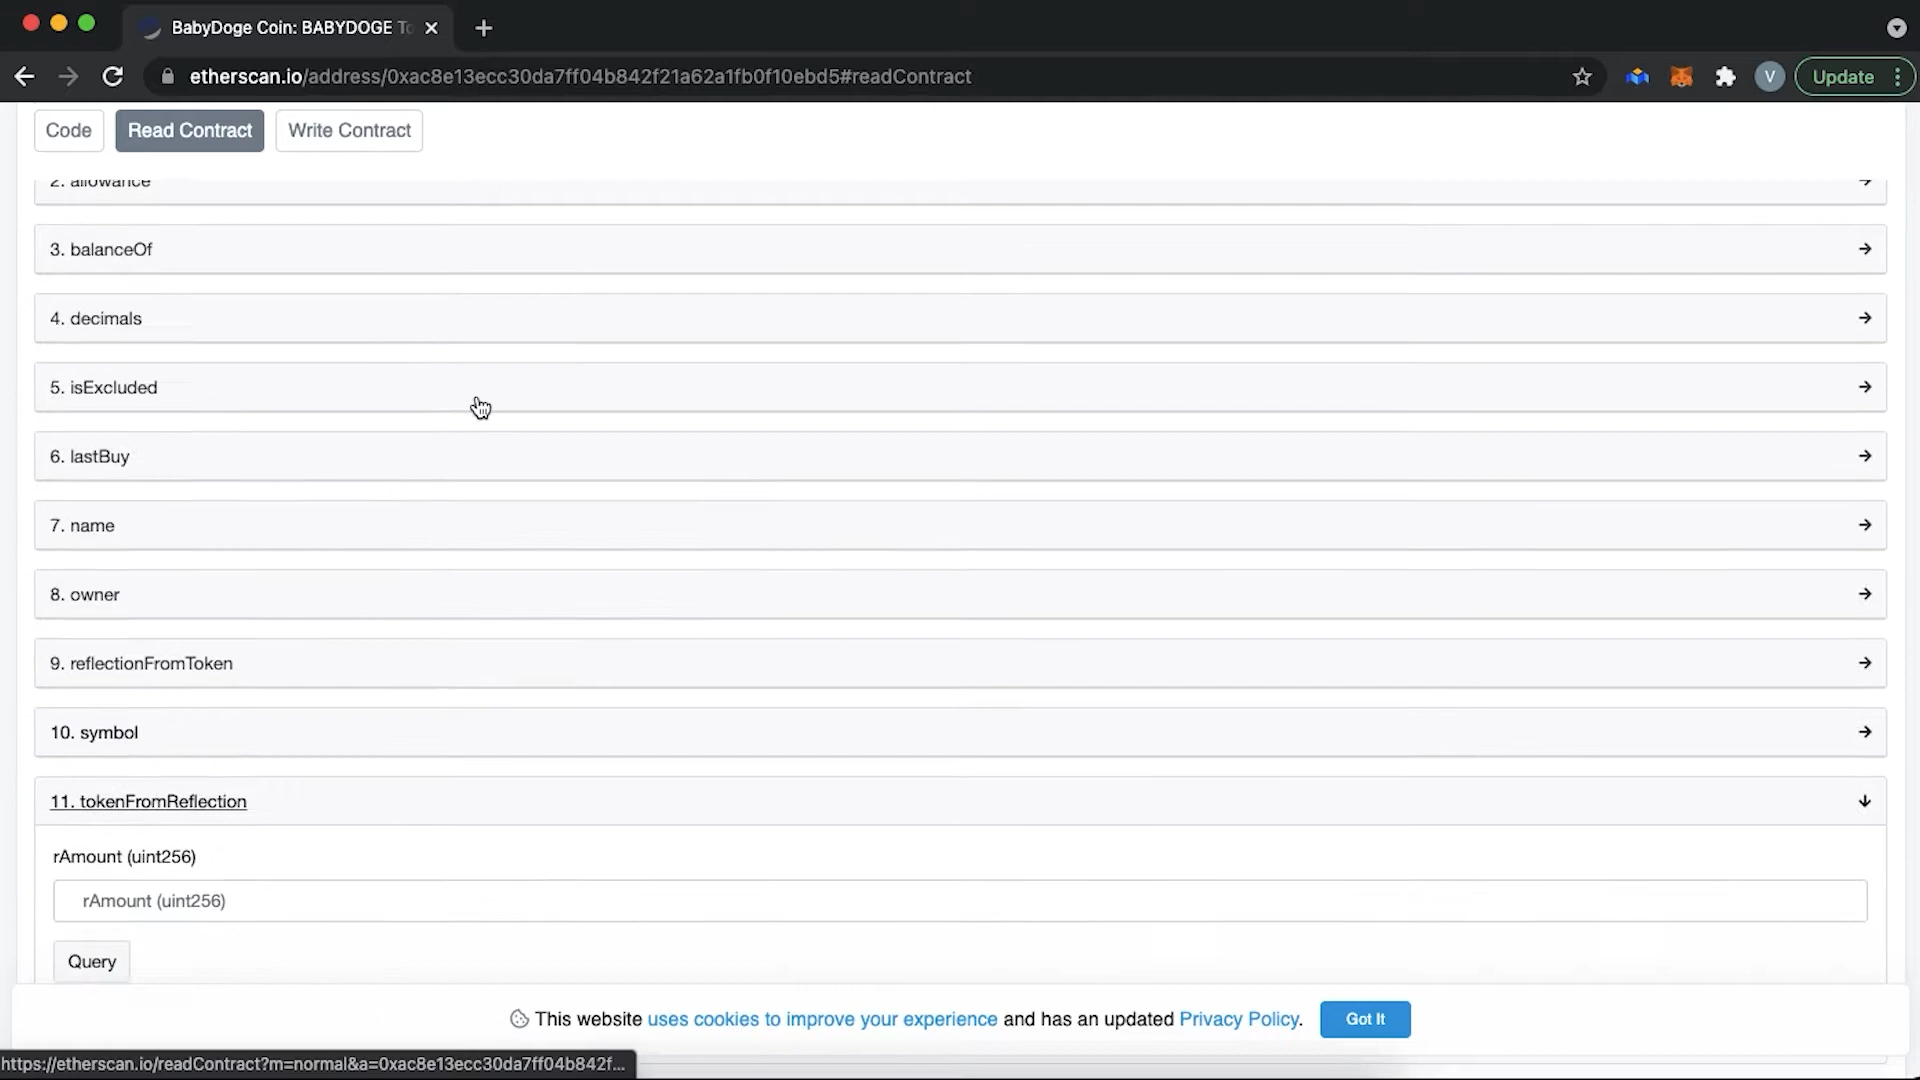 BabyDoge Coin: BABYDOGE To
etherscan.io/address/0xac8e13ecc30da7ff04b842f21a62a1fb0f10ebd5#readContract
V
Update
Code
Read Contract
Write Contract
2. allowance
3. balanceOf
4. decimals
5. isExcluded
6. lastBuy
7. name
8. owner
9. reflectionFromToken
10. symbol
11. tokenFromReflection
rAmount (uint256)
rAmount (uint256)
Query
This website uses cookies to improve your experience and has an updated Privacy Policy.
Got It
https://etherscan.io/readContract?m=normal&a=0xac8e13ecc30da7ff04b842f...